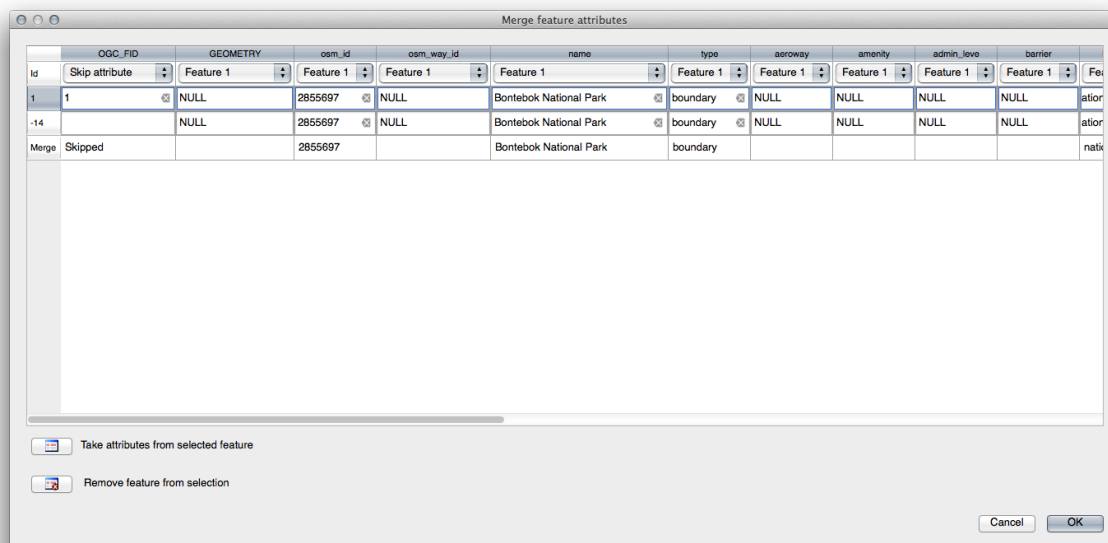 Merge feature attributes
OGC_FID GEOMETRY osm_id osm_way_id name type aeroway amenity admin_leve barrier
Id Skip attribute Feature 1 Feature 1 Feature 1 Feature 1 Feature 1 Feature 1 Feature 1 Feature 1 Feature 1 Fea
1 1 NULL 2855697 NULL Bontebok National Park boundary NULL NULL NULL NULL ation
-14 NULL 2855697 NULL Bontebok National Park boundary NULL NULL NULL NULL ation
Merge Skipped 2855697 Bontebok National Park boundary natio
Take attributes from selected feature
Remove feature from selection
Cancel OK